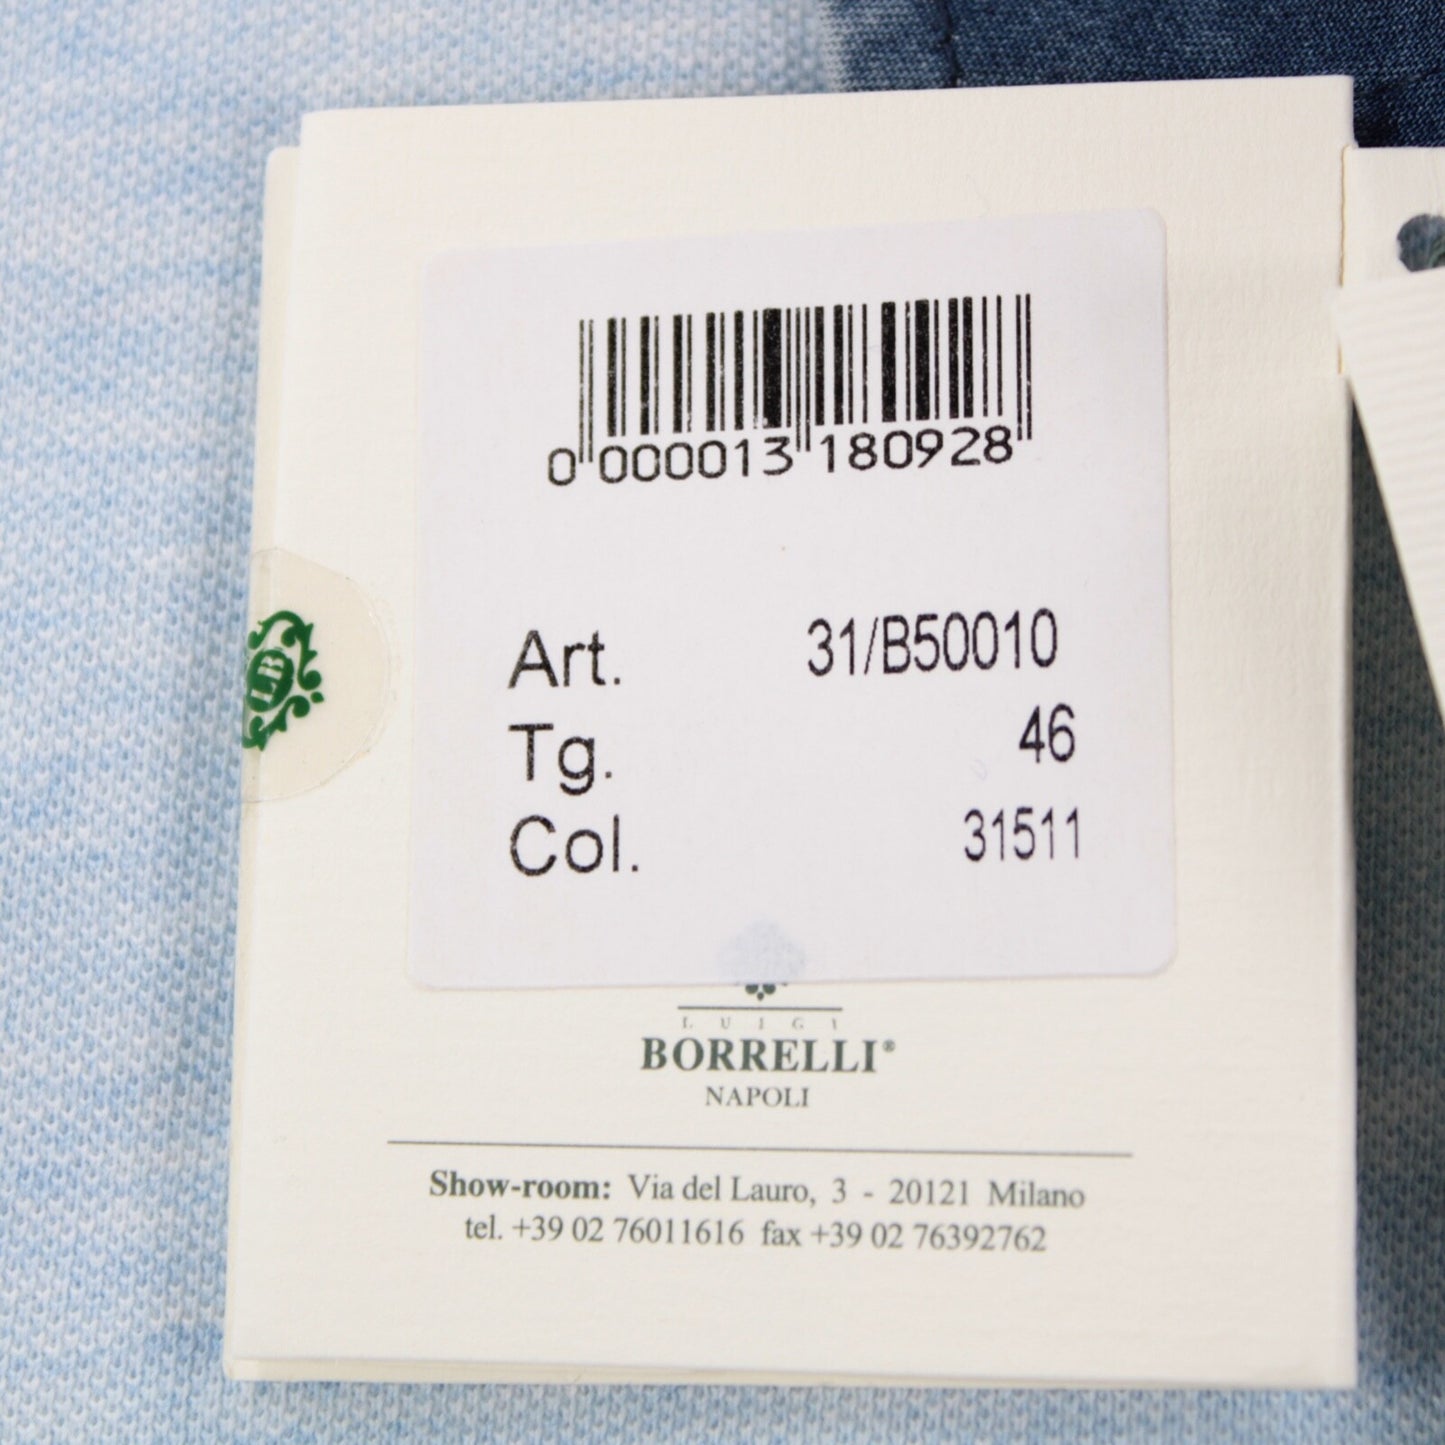 0 000013 180928
Art. 31/B50010
Tg. 46
Col. 31511
LB
LUIGI
BORRELLI®
NAPOLI
Show-room: Via del Lauro, 3 - 20121 Milano
tel. +39 02 76011616 fax +39 02 76392762